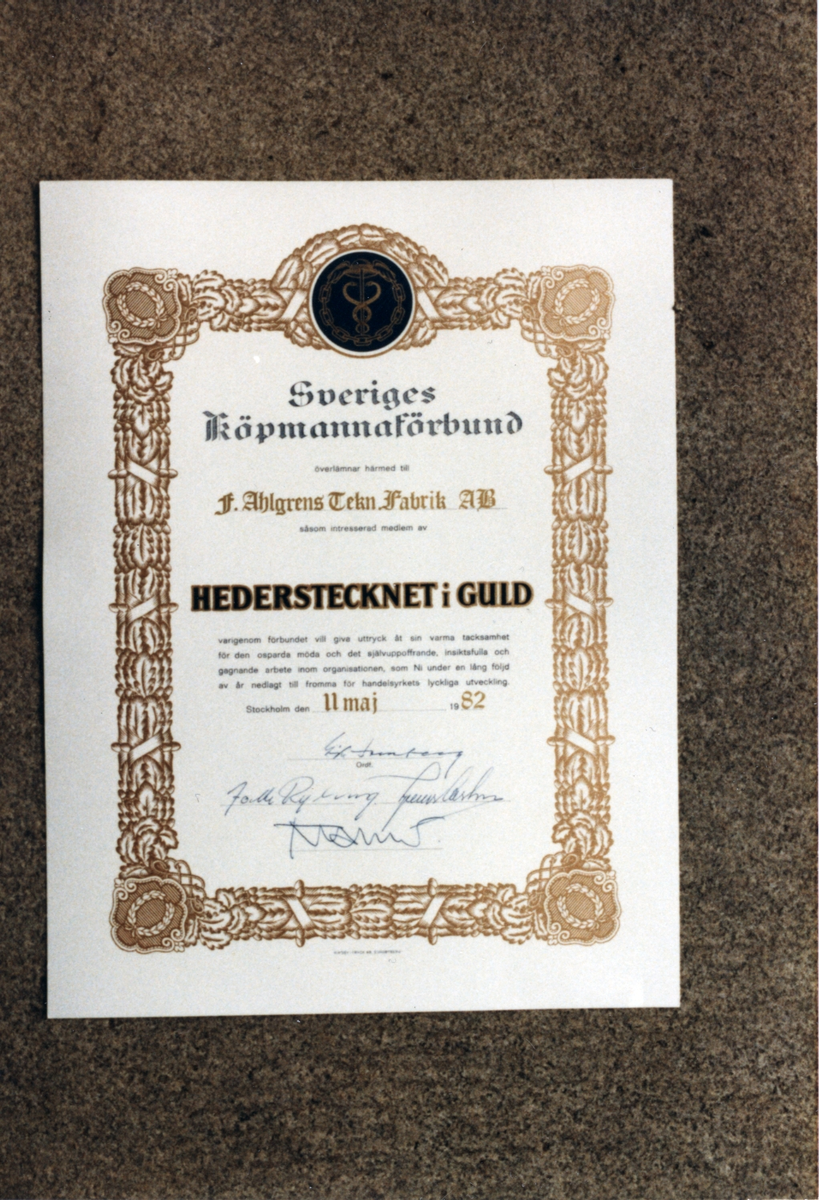 Sveriges
Köpmannaförbund
överlämnar härmed till
F. Ahlgrens Tekn. Fabrik AB
såsom intresserad medlem av
HEDERSTECKNET i GULD
varigenom förbundet vill giva uttryck åt sin varma tacksamhet
för den osparda möda och det självuppoffrande, insiktsfulla och
gagnande arbete inom organisationen, som Ni under en lång följd
av år nedlagt till fromma för handelsyrkets lyckliga utveckling.
Stockholm den 11 maj 1982
Ordf.